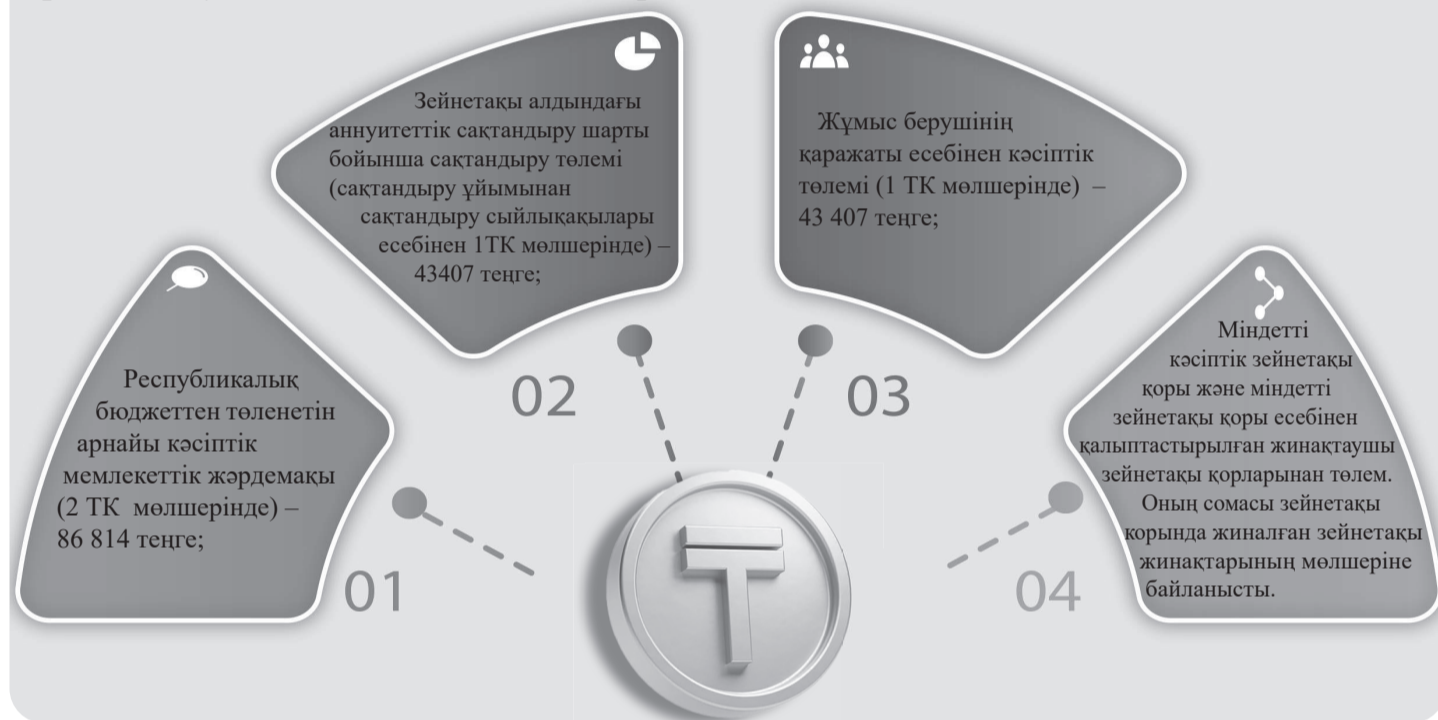 Республикалық
бюджеттен төленетін
арнайы кәсіптік
мемлекеттік жәрдемақы
(2 ТК мөлшерінде) –
86 814 теңге;
01
Зейнетақы алдындағы
аннуитеттік сақтандыру шарты
бойынша сақтандыру төлемі
(сақтандыру ұйымынан
сақтандыру сыйлықақылары
есебінен 1ТК мөлшерінде) –
43407 теңге;
02
Жұмыс берушінің
қаражаты есебінен кәсіптік
төлемі (1 ТК мөлшерінде) –
43 407 теңге;
03
Міндетті
кәсіптік зейнетақы
қоры және міндетті
зейнетақы қоры есебінен
қалыптастырылған жинақтаушы
зейнетақы қорларынан төлем.
Оның сомасы зейнетақы
қорында жиналған зейнетақы
жинақтарының мөлшеріне
байланысты.
04